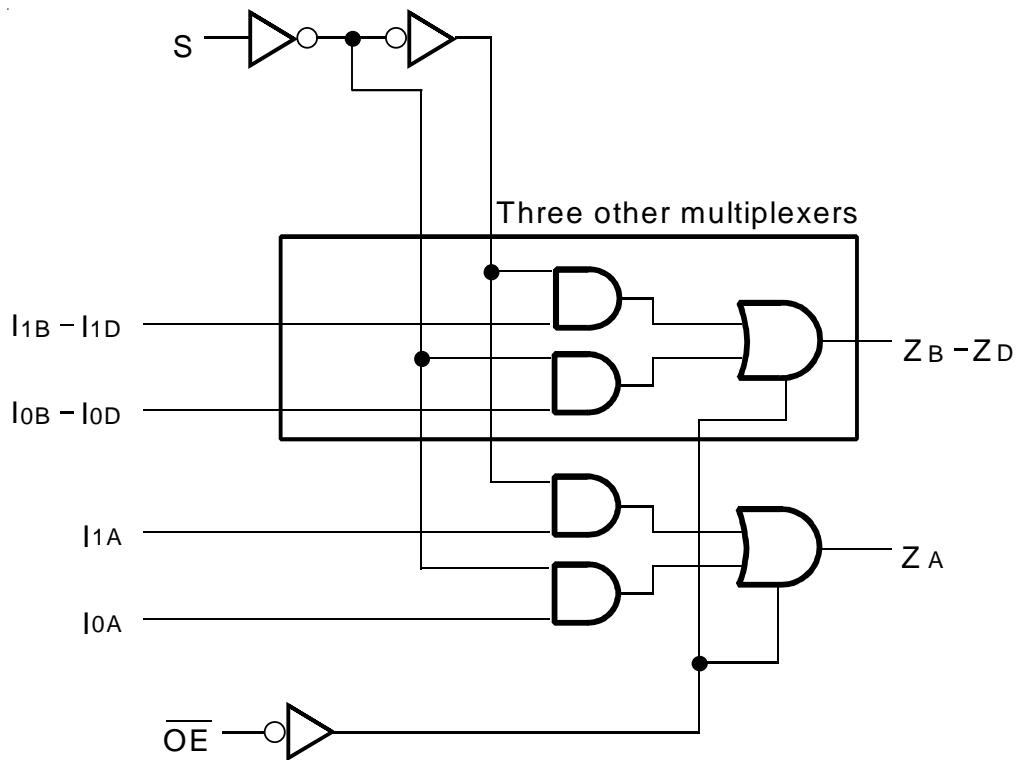 S
Three other multiplexers
I1B – I1D
ZB – ZD
I0B – I0D
I1A
ZA
I0A
OE